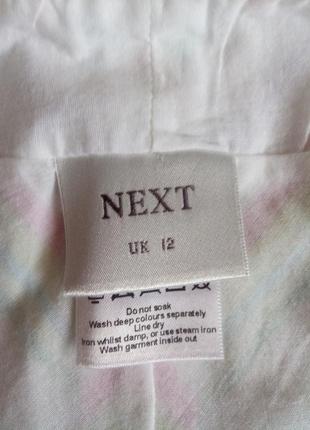 NEXT
UK 12
Do not soak
Wash deep colours separately
Line dry
Iron whilst damp, or use steam iron
Wash garment inside out